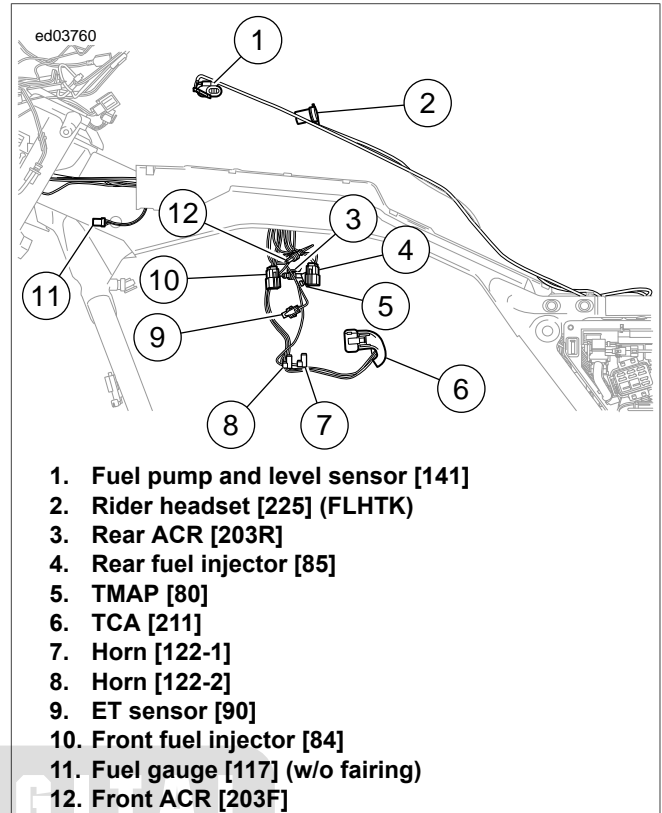 ed03760
1
2
12
3
4
10
11
5
9
6
8
7
1. Fuel pump and level sensor [141]
2. Rider headset [225] (FLHTK)
3. Rear ACR [203R]
4. Rear fuel injector [85]
5. TMAP [80]
6. TCA [211]
7. Horn [122-1]
8. Horn [122-2]
9. ET sensor [90]
10. Front fuel injector [84]
11. Fuel gauge [117] (w/o fairing)
12. Front ACR [203F]